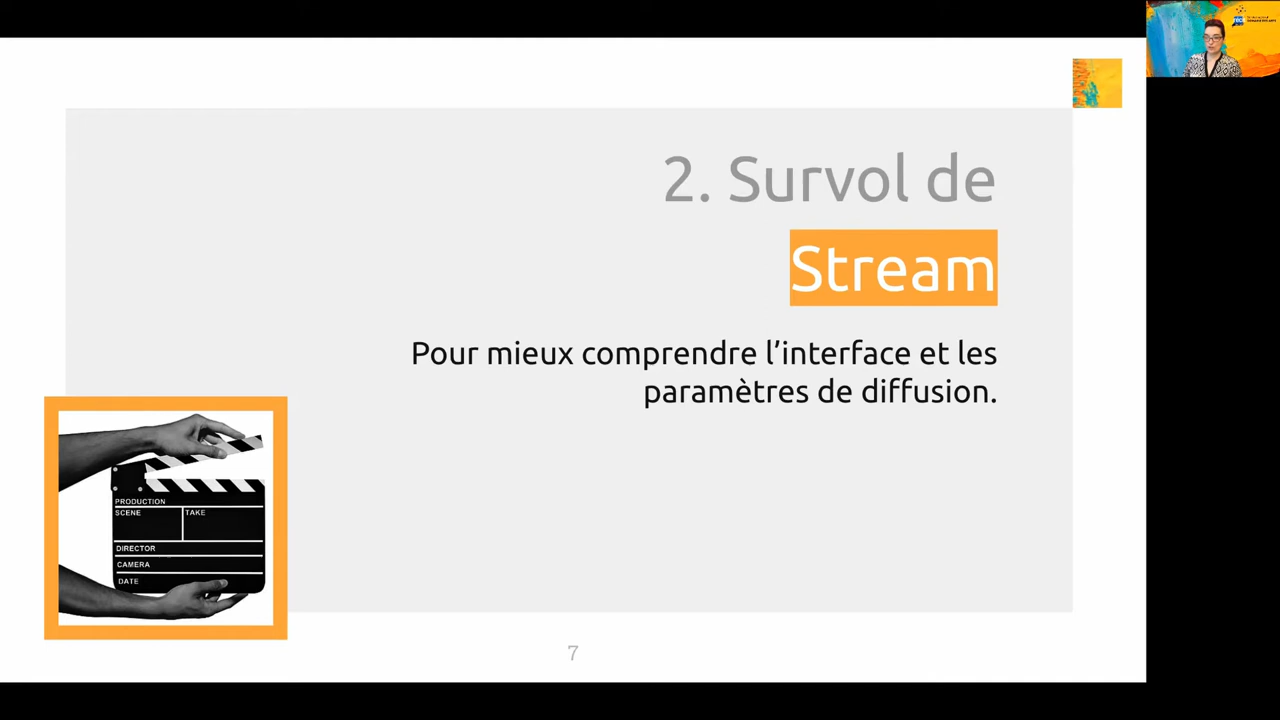 2. Survol de
Stream
Pour mieux comprendre l’interface et les
paramètres de diffusion.
PRODUCTION
SCENE TAKE
DIRECTOR
CAMERA
DATE
7